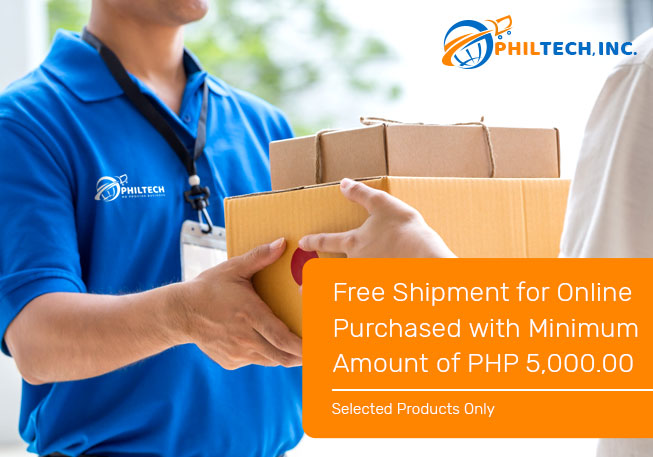 PHILTECH, INC.
PHILTECH
Free Shipment for Online
Purchased with Minimum
Amount of PHP 5,000.00
Selected Products Only